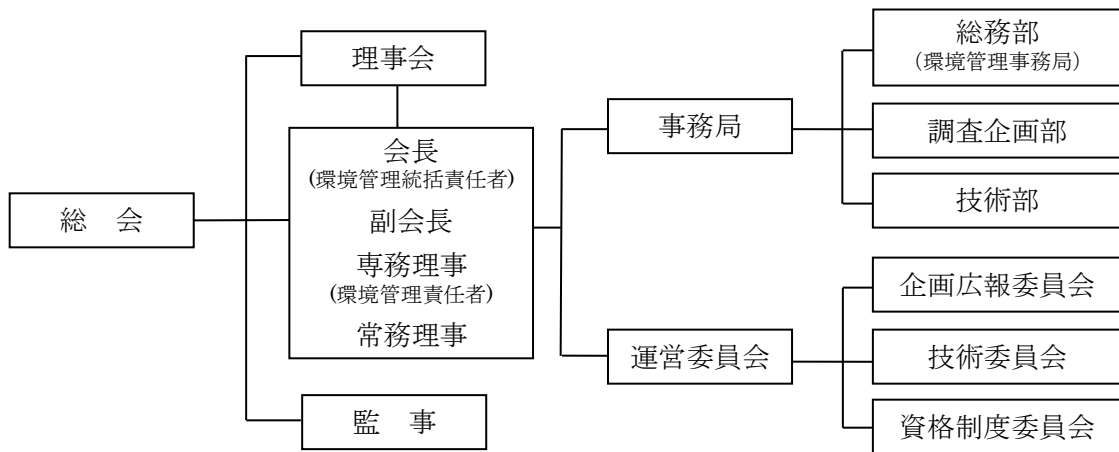 総　会
理事会
会長
(環境管理統括責任者)
副会長
専務理事
(環境管理責任者)
常務理事
監　事
事務局
総務部
（環境管理事務局）
調査企画部
技術部
運営委員会
企画広報委員会
技術委員会
資格制度委員会